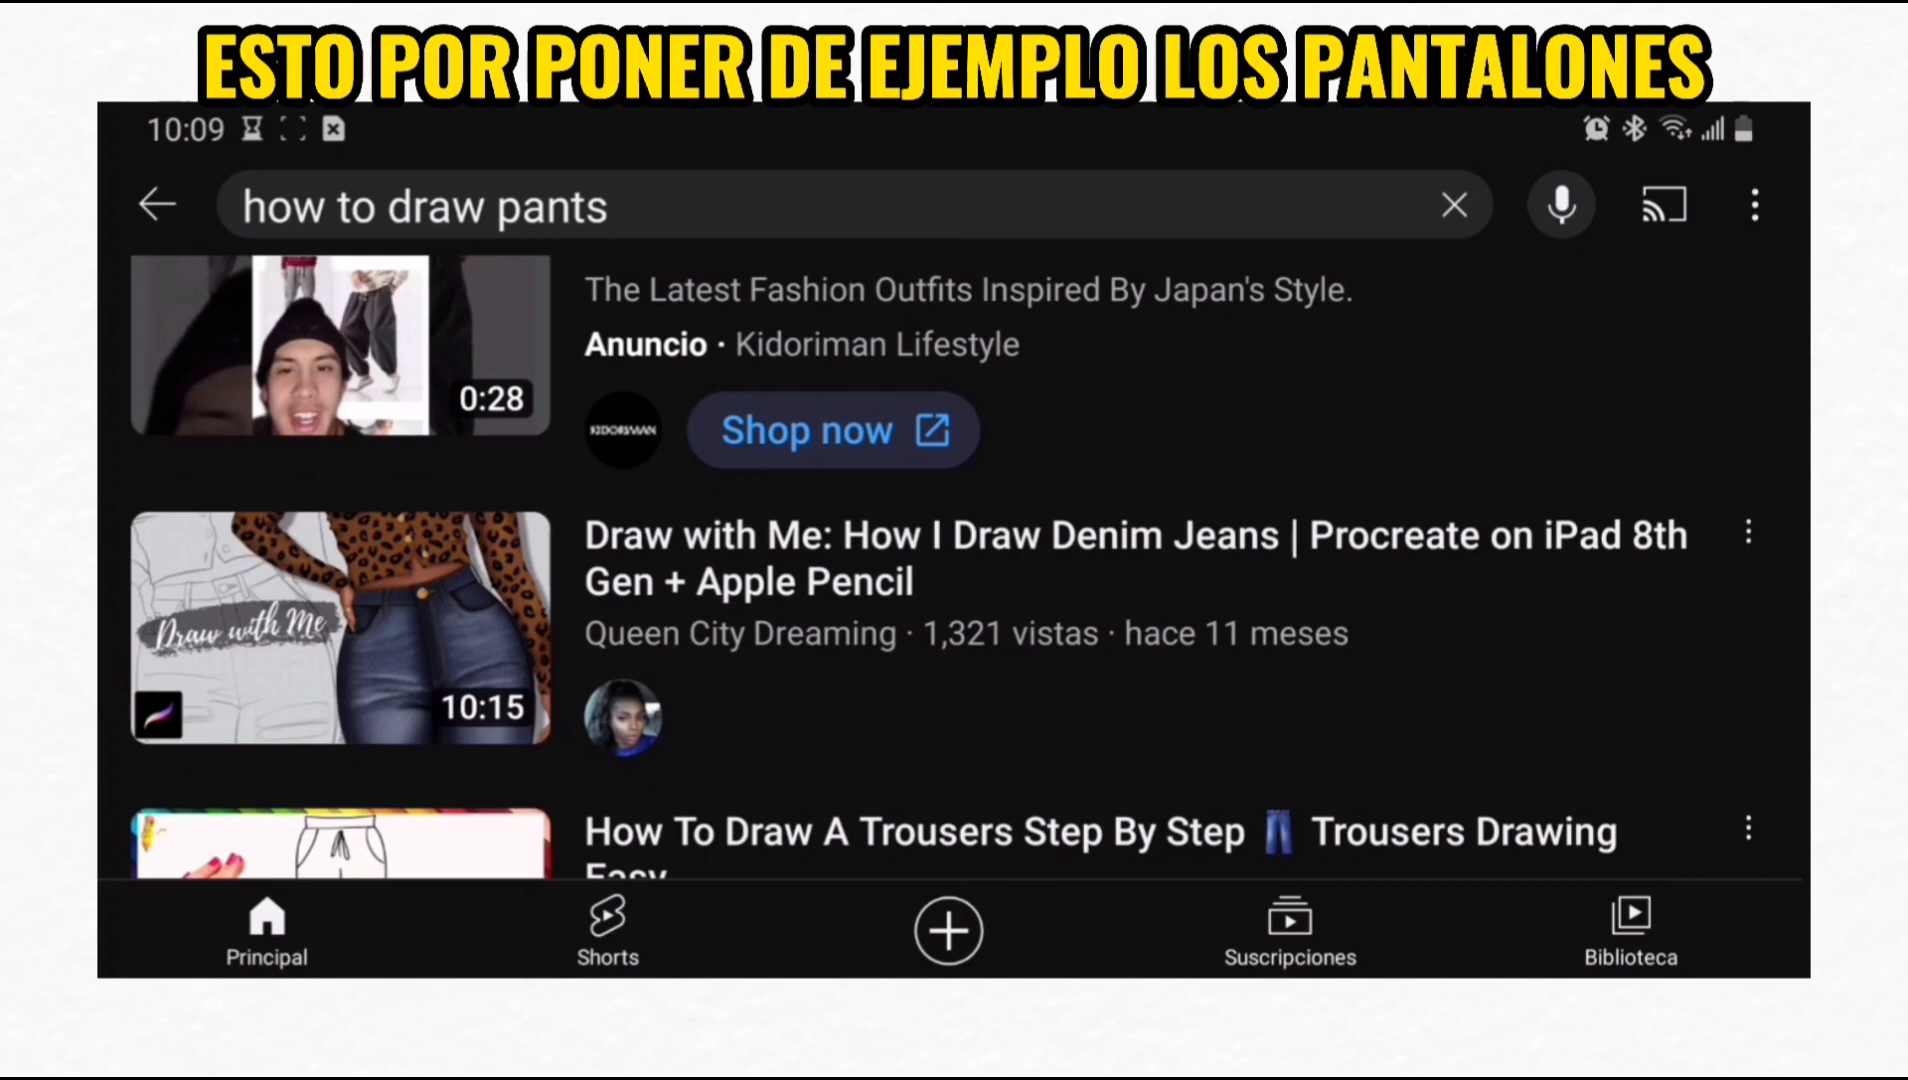 ESTO POR PONER DE EJEMPLO LOS PANTALONES
10:09
how to draw pants
The Latest Fashion Outfits Inspired By Japan's Style.
Anuncio · Kidoriman Lifestyle
0:28
KIDORIMAN
Shop now
Draw with Me: How I Draw Denim Jeans | Procreate on iPad 8th
Gen + Apple Pencil
Queen City Dreaming · 1,321 vistas · hace 11 meses
Draw with Me
10:15
How To Draw A Trousers Step By Step 👖 Trousers Drawing
Easy
Principal
Shorts
Suscripciones
Biblioteca